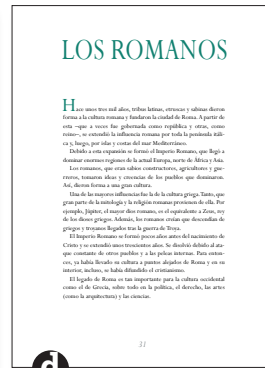 LOS ROMANOS
Hace unos tres mil años, tribus latinas, etruscas y sabinas dieron
forma a la cultura romana y fundaron la ciudad de Roma. A partir de
esta –que a veces fue gobernada como república y otras, como
reino–, se extendió la influencia romana por toda la península itáli-
ca y, luego, por islas y costas del mar Mediterráneo.
Debido a esta expansión se formó el Imperio Romano, que llegó a
dominar enormes regiones de la actual Europa, norte de África y Asia.
Los romanos, que eran sabios constructores, agricultores y gue-
rreros, tomaron ideas y creencias de los pueblos que dominaron.
Así, dieron forma a una gran cultura.
Una de las mayores influencias fue la de la cultura griega. Tanto, que
gran parte de la mitología y la religión romanas provienen de ella. Por
ejemplo, Júpiter, el mayor dios romano, es el equivalente a Zeus, rey
de los dioses griegos. Además, los romanos creían que descendían de
griegos y troyanos llegados tras la guerra de Troya.
El Imperio Romano se formó pocos años antes del nacimiento de
Cristo y se extendió unos trescientos años. Se disolvió debido al ata-
que constante de otros pueblos y a las peleas internas. Para enton-
ces, ya había llevado su cultura a puntos alejados de Roma y en su
interior, incluso, se había difundido el cristianismo.
El legado de Roma es tan importante para la cultura occidental
como el de Grecia, sobre todo en la política, el derecho, las artes
(como la arquitectura) y las ciencias.
31
d